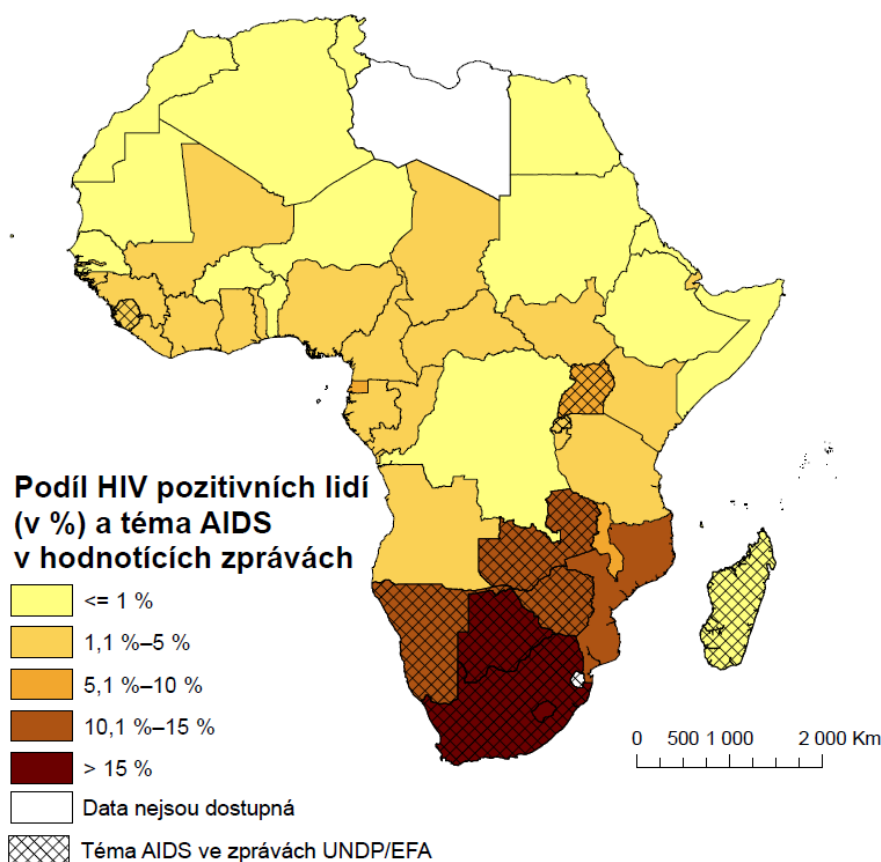 Podíl HIV pozitivních lidí
(v %) a téma AIDS
v hodnotících zprávách
<= 1 %
1,1 %–5 %
5,1 %–10 %
10,1 %–15 %
> 15 %
Data nejsou dostupná
Téma AIDS ve zprávách UNDP/EFA
0 500 1 000 2 000 Km